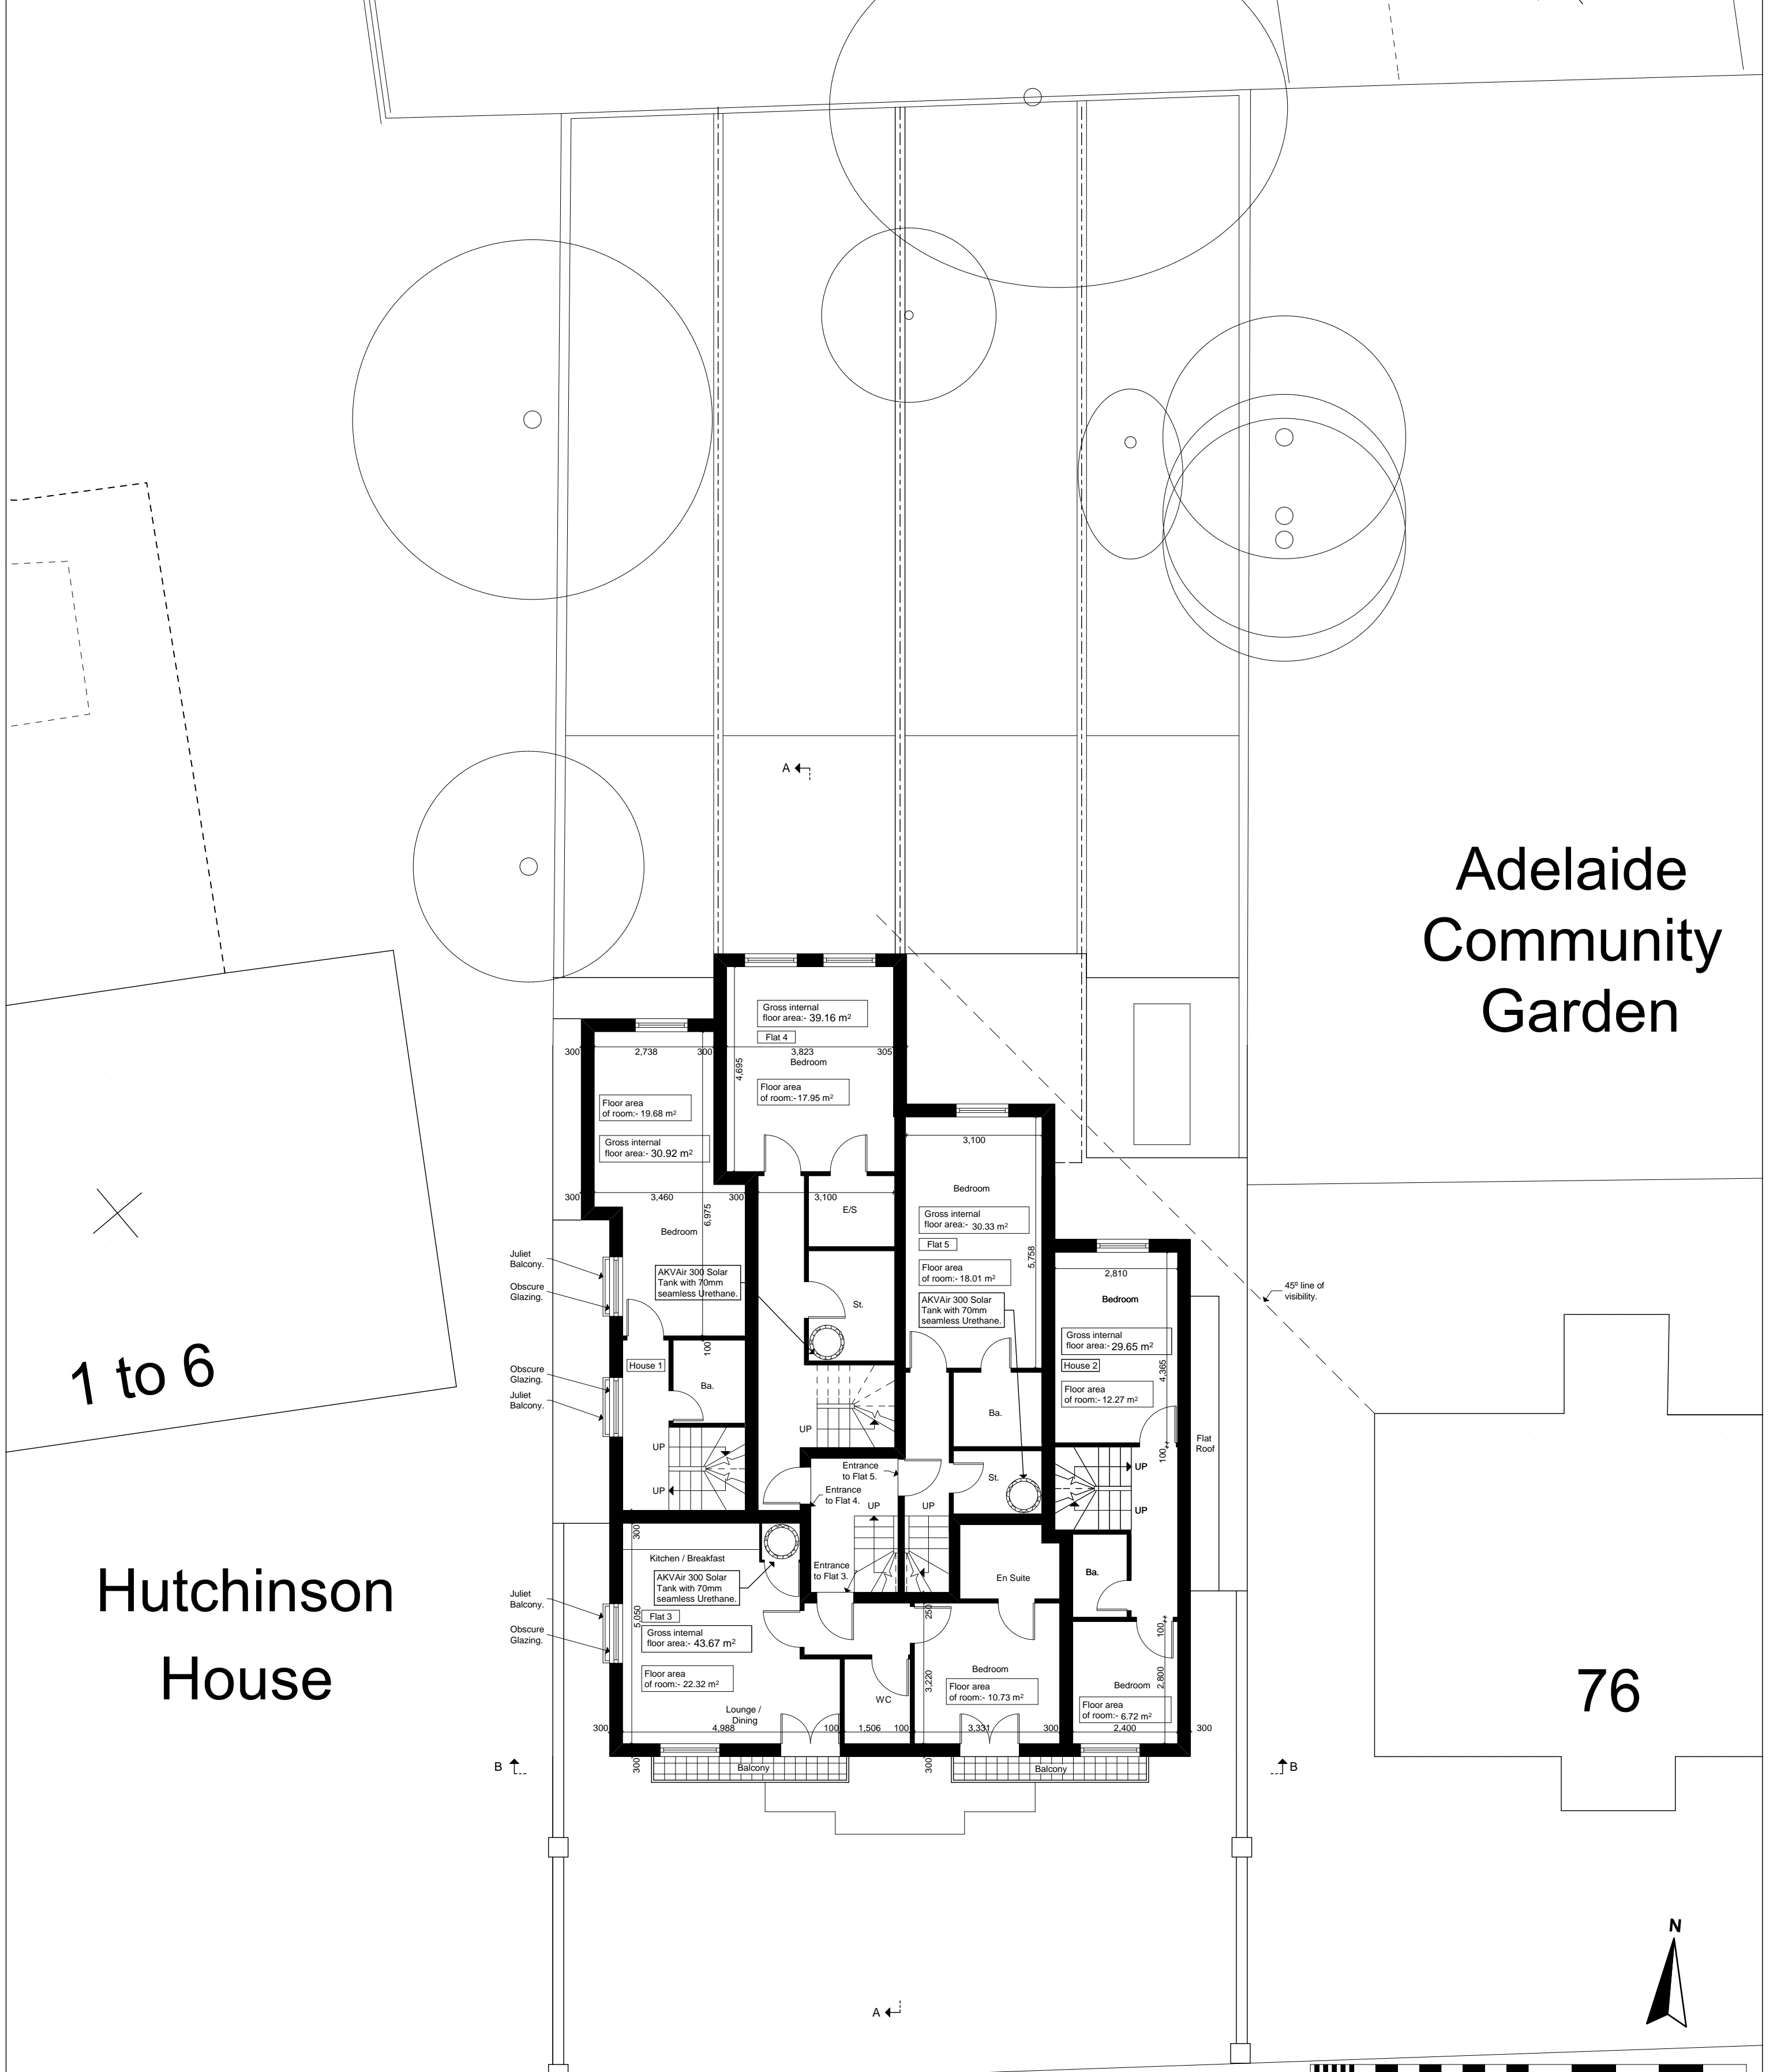 A
Adelaide
Community
Garden
Gross internal
floor area:- 39.16 m²
Flat 4
300
2,738
300
3,823
305
Bedroom
4,695
Floor area
of room:- 17.95 m²
Floor area
of room:- 19.68 m²
Gross internal
floor area:- 30.92 m²
3,100
300
3,460
300
3,100
Bedroom
E/S
6,975
Bedroom
Gross internal
floor area:- 30.33 m²
Flat 5
5,758
Floor area
of room:- 18.01 m²
Juliet
Balcony.
Obscure
Glazing.
AKVAir 300 Solar
Tank with 70mm
seamless Urethane.
St.
AKVAir 300 Solar
Tank with 70mm
seamless Urethane.
2,810
Bedroom
45º line of
visibility.
Gross internal
floor area:- 29.65 m²
House 2
4,365
Floor area
of room:- 12.27 m²
100
House 1
Ba.
Obscure
Glazing.
Juliet
Balcony.
1 to 6
Ba.
UP
UP
UP
Flat
Roof
100
UP
UP
Entrance
to Flat 5.
Entrance
to Flat 4.
St.
UP
UP
300
Kitchen / Breakfast
AKVAir 300 Solar
Tank with 70mm
seamless Urethane.
Entrance
to Flat 3.
En Suite
Ba.
Hutchinson
House
Juliet
Balcony.
Obscure
Glazing.
5,050
Flat 3
Gross internal
floor area:- 43.67 m²
Floor area
of room:- 22.32 m²
250
100
Bedroom
Floor area
of room:- 10.73 m²
3,220
WC
Bedroom
2,800
Floor area
of room:- 6.72 m²
76
Lounge /
Dining
300
4,988
100
1,506
100
3,331
300
2,400
300
300
300
Balcony
Balcony
B
B
N
A